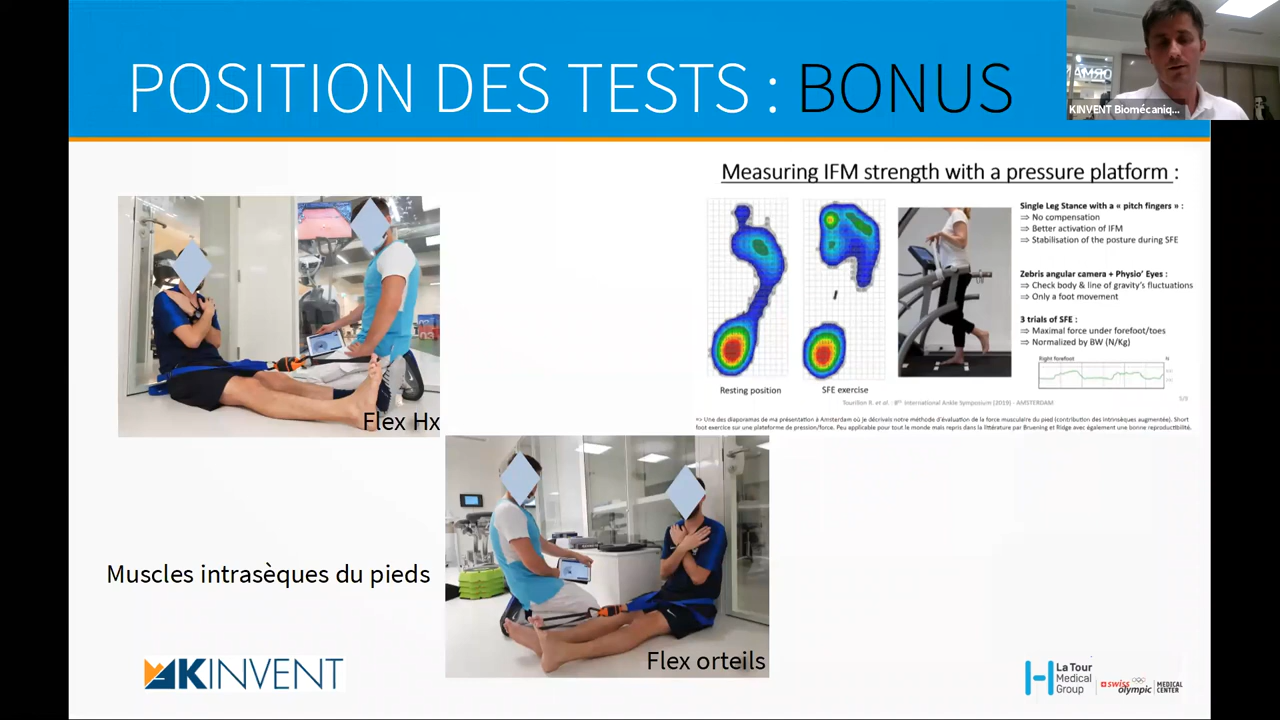 POSITION DES TESTS : BONUS
KINVENT Biomécaniq...
Measuring IFM strength with a pressure platform :
Single Leg Stance with a « pitch fingers » :
⇒ No compensation
⇒ Better activation of IFM
⇒ Stabilisation of the posture during SFE
Zebris angular camera + Physio' Eyes :
⇒ Check body & line of gravity's fluctuations
⇒ Only a foot movement
3 trials of SFE :
⇒ Maximal force under forefoot/toes
⇒ Normalized by BW (N/Kg)
Right forefoot N
Resting position
SFE exercise
Tourillon R. et al. : 8th International Ankle Symposium (2019) - AMSTERDAM
5/9
=> Une des diaporamas de ma présentation à Amsterdam où je décrivais notre méthode d'évaluation de la force musculaire du pied (contribution des intrinsèques augmentée). Short
foot exercise sur une plateforme de pression/force. Peu applicable pour tout le monde mais repris dans la littérature par Bruening et Ridge avec également une bonne reproductibilité.
Flex Hx
Muscles intrasèques du pieds
Flex orteils
KINVENT
La Tour
Medical
Group
swiss
olympic
MEDICAL
CENTER